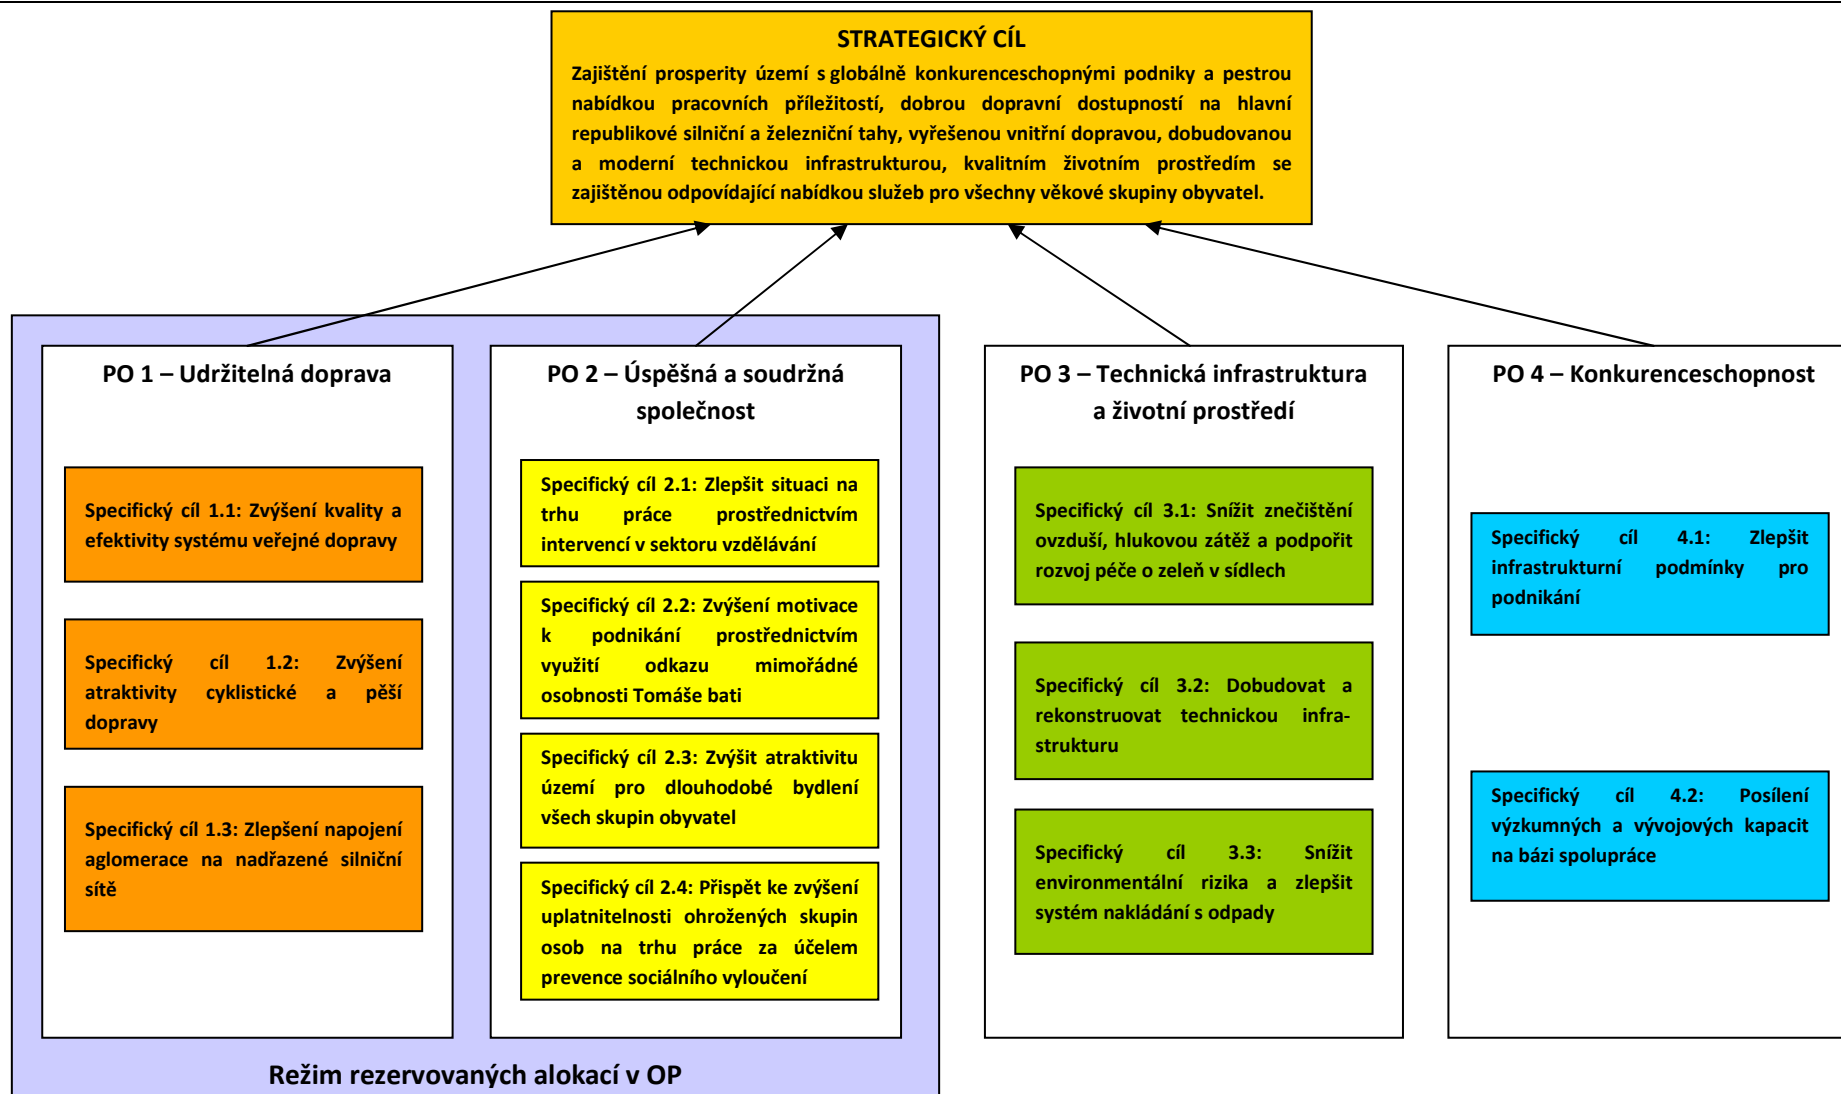 STRATEGICKÝ CÍL
Zajištění prosperity území s globálně konkurenceschopnými podniky a pestrou
nabídkou pracovních příležitostí, dobrou dopravní dostupností na hlavní
republikové silniční a železniční tahy, vyřešenou vnitřní dopravou, dobudovanou
a moderní technickou infrastrukturou, kvalitním životním prostředím se
zajištěnou odpovídající nabídkou služeb pro všechny věkové skupiny obyvatel.
PO 1 – Udržitelná doprava
Specifický cíl 1.1: Zvýšení kvality a
efektivity systému veřejné dopravy
Specifický cíl 1.2: Zvýšení
atraktivity cyklistické a pěší
dopravy
Specifický cíl 1.3: Zlepšení napojení
aglomerace na nadřazené silniční
sítě
PO 2 – Úspěšná a soudržná
společnost
Specifický cíl 2.1: Zlepšit situaci na
trhu práce prostřednictvím
intervencí v sektoru vzdělávání
Specifický cíl 2.2: Zvýšení motivace
k podnikání prostřednictvím
využití odkazu mimořádné
osobnosti Tomáše bati
Specifický cíl 2.3: Zvýšit atraktivitu
území pro dlouhodobé bydlení
všech skupin obyvatel
Specifický cíl 2.4: Přispět ke zvýšení
uplatnitelnosti ohrožených skupin
osob na trhu práce za účelem
prevence sociálního vyloučení
Režim rezervovaných alokací v OP
PO 3 – Technická infrastruktura
a životní prostředí
Specifický cíl 3.1: Snížit znečištění
ovzduší, hlukovou zátěž a podpořit
rozvoj péče o zeleň v sídlech
Specifický cíl 3.2: Dobudovat a
rekonstruovat technickou infra-
strukturu
Specifický cíl 3.3: Snížit
environmentální rizika a zlepšit
systém nakládání s odpady
PO 4 – Konkurenceschopnost
Specifický cíl 4.1: Zlepšit
infrastrukturní podmínky pro
podnikání
Specifický cíl 4.2: Posílení
výzkumných a vývojových kapacit
na bázi spolupráce